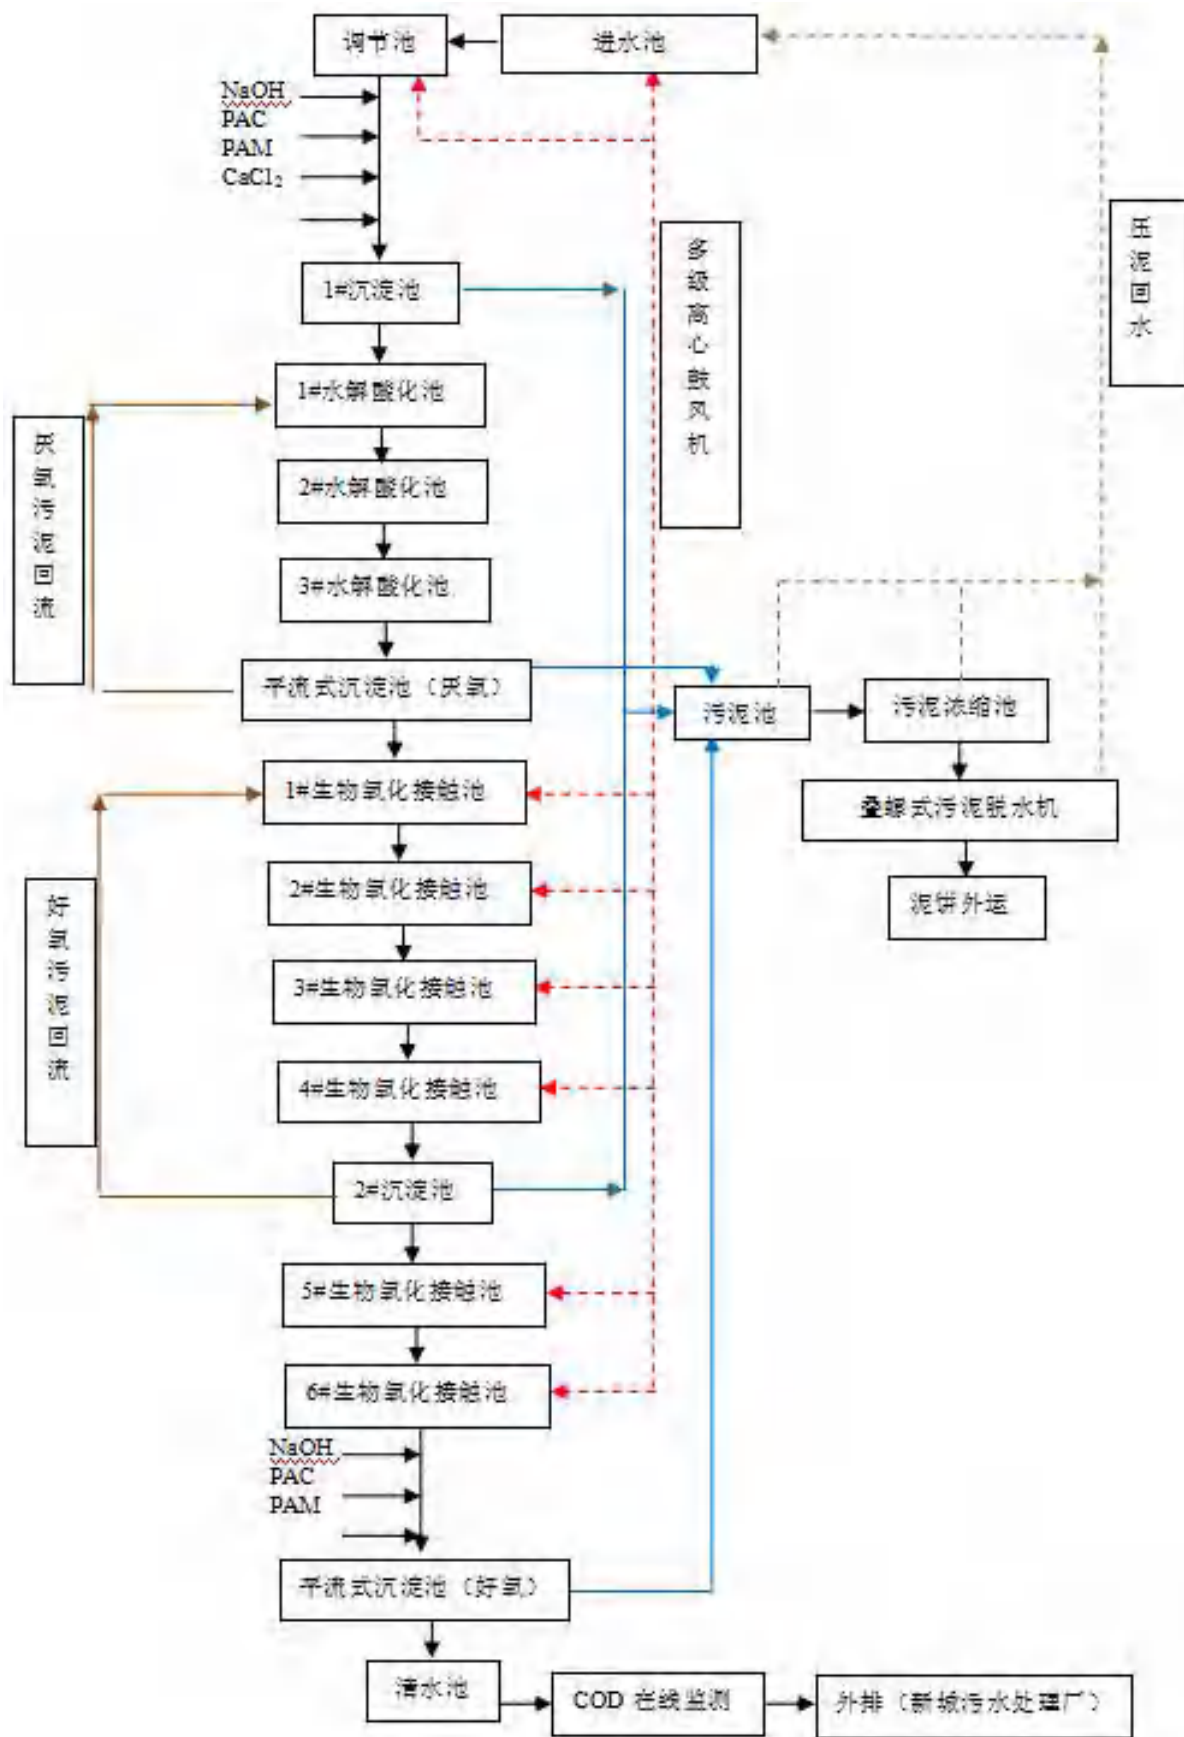 调节池
进水池
NaOH
PAC
PAM
CaCl₂
压泥回水
多级离心鼓风机
1#沉淀池
1#水解酸化池
厌氧污泥回流
2#水解酸化池
3#水解酸化池
平流式沉淀池（厌氧）
污泥池
污泥浓缩池
1#生物氧化接触池
叠螺式污泥脱水机
2#生物氧化接触池
泥饼外运
好氧污泥回流
3#生物氧化接触池
4#生物氧化接触池
2#沉淀池
5#生物氧化接触池
6#生物氧化接触池
NaOH
PAC
PAM
平流式沉淀池（好氧）
清水池
COD 在线监测
外排（新城污水处理厂）